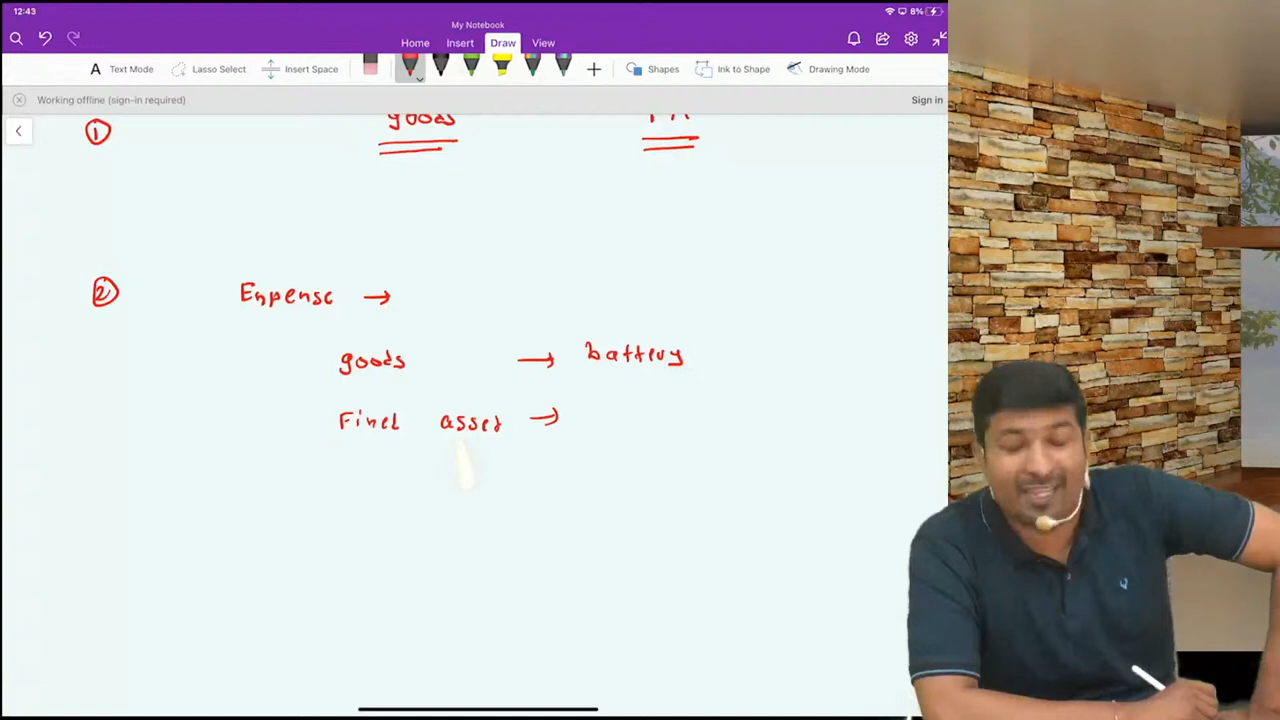 12:43
8%
My Notebook
Home Insert Draw View
Text Mode Lasso Select Insert Space Shapes Ink to Shape Drawing Mode
Working offline (sign-in required) Sign in
1 goods
2 Expense →
goods → battery
Fixed asset →